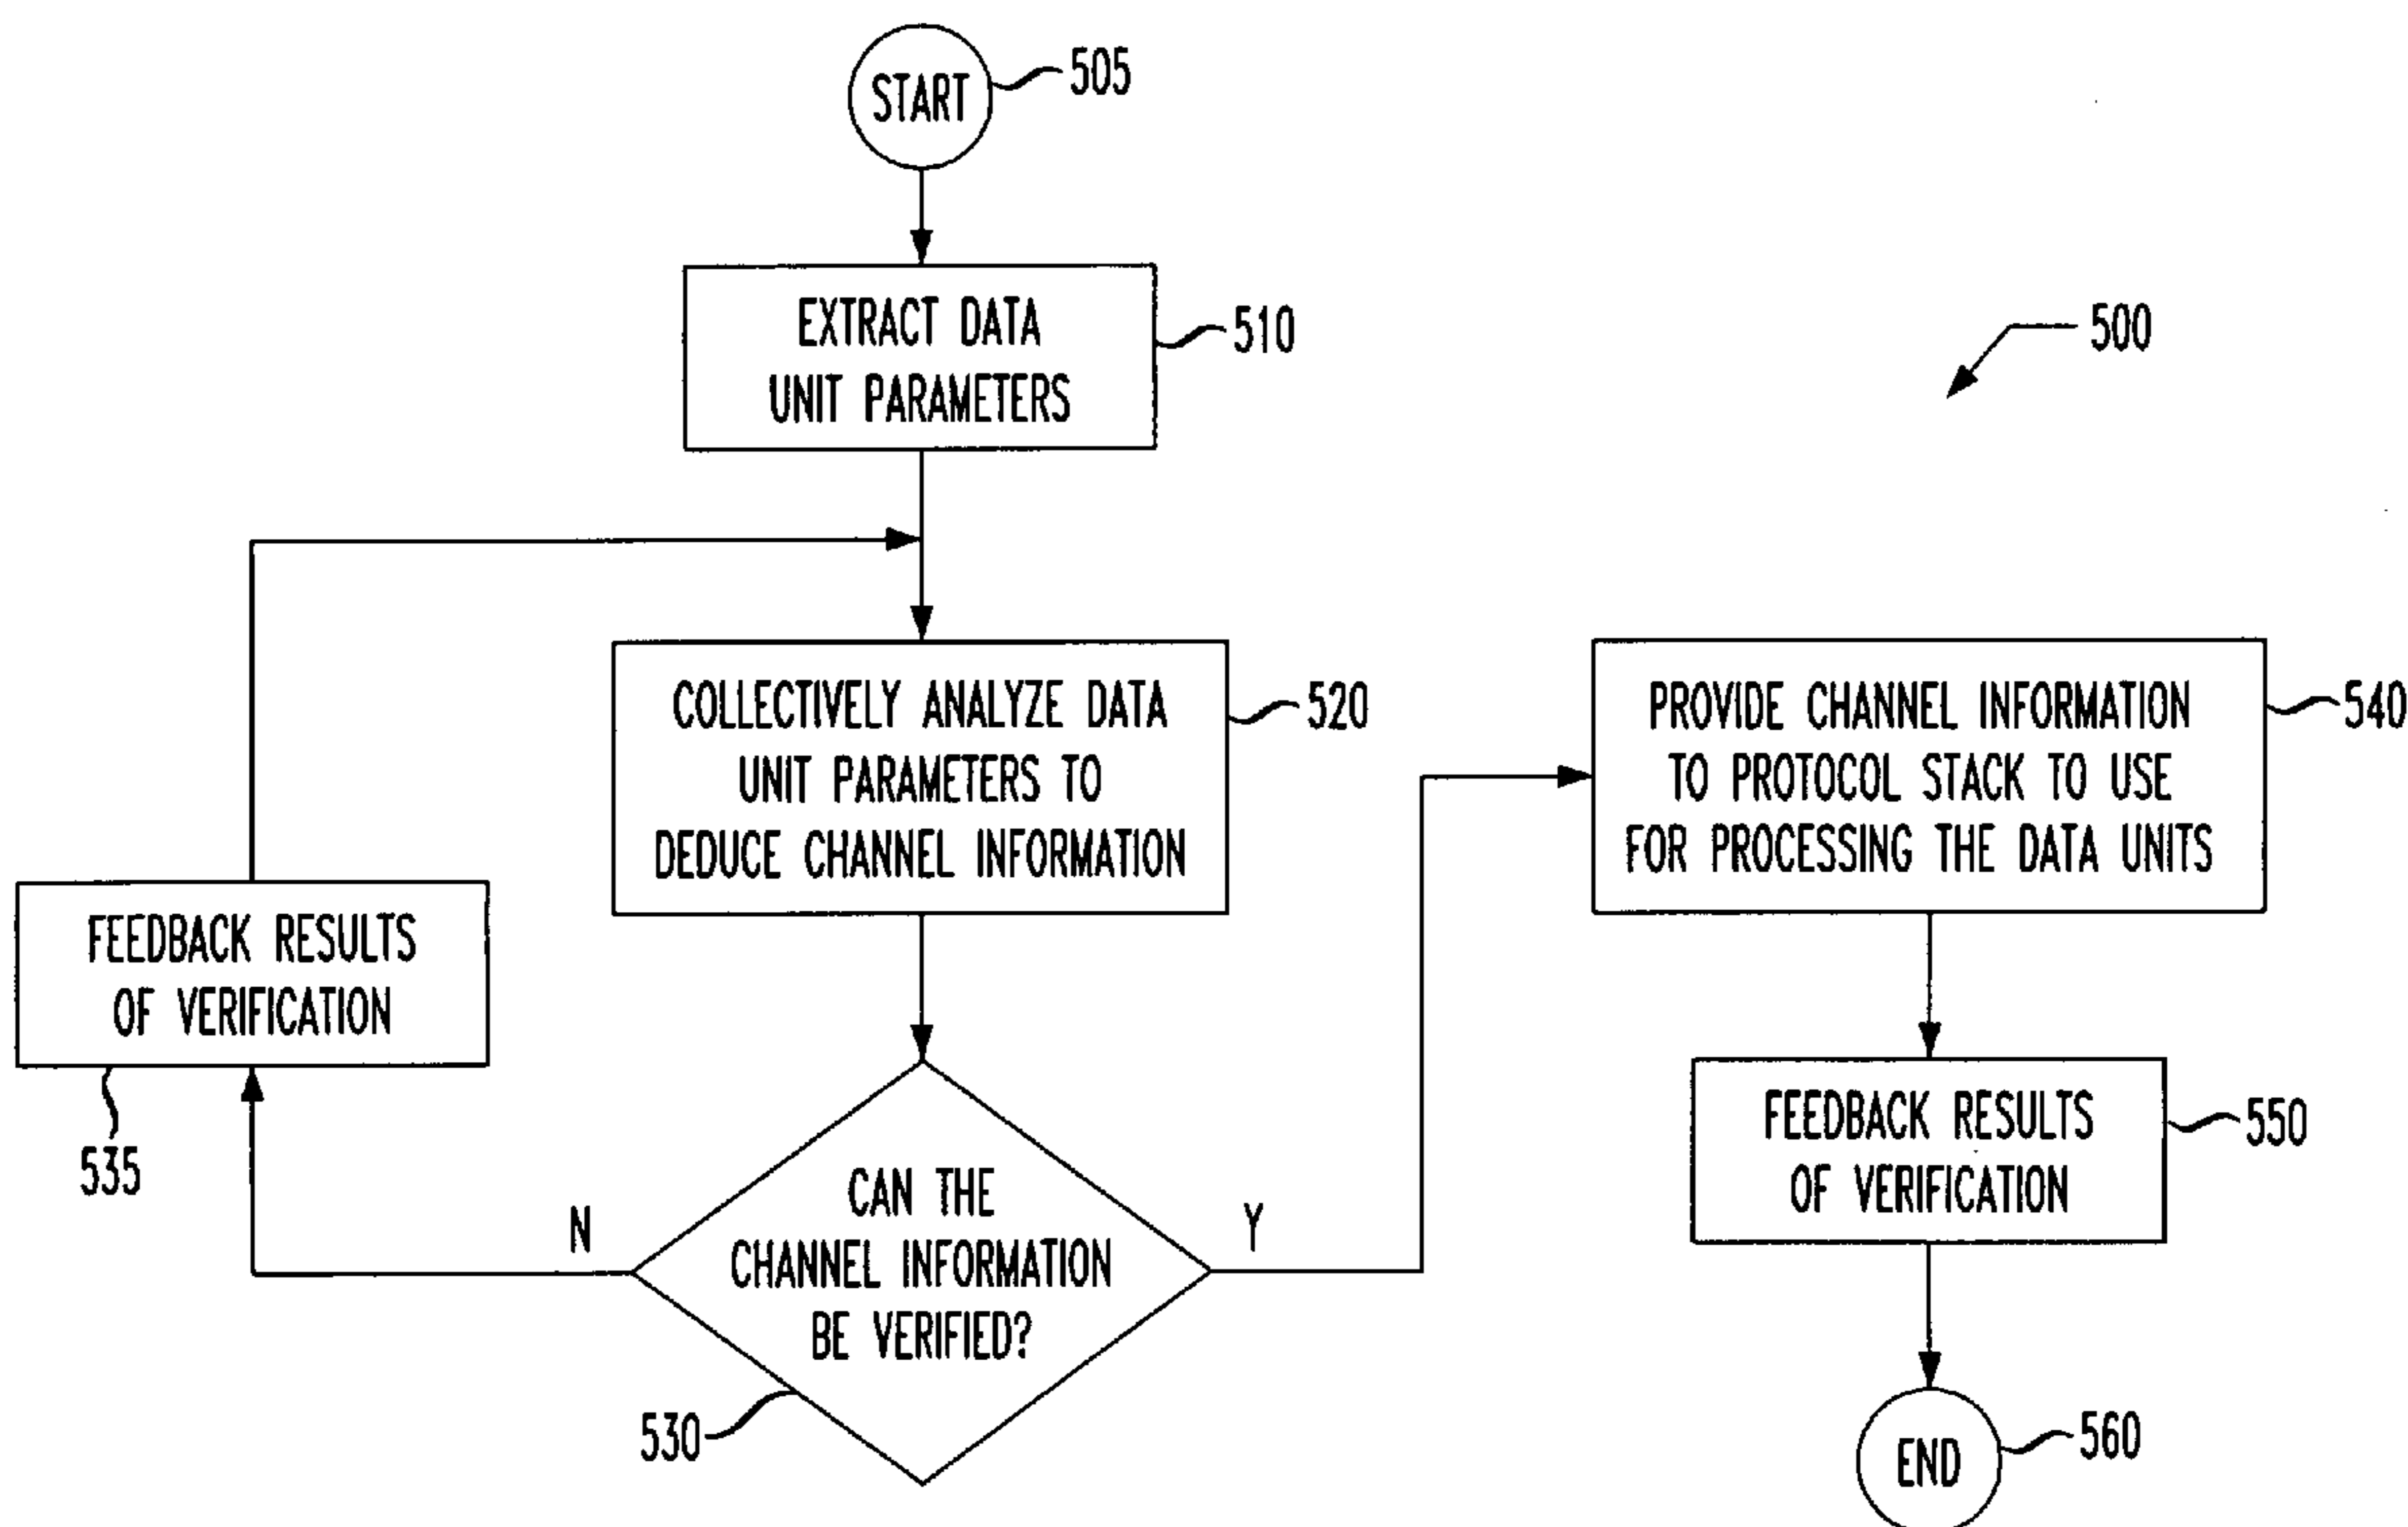 START
505
EXTRACT DATA
UNIT PARAMETERS
510
500
COLLECTIVELY ANALYZE DATA
UNIT PARAMETERS TO
DEDUCE CHANNEL INFORMATION
520
PROVIDE CHANNEL INFORMATION
TO PROTOCOL STACK TO USE
FOR PROCESSING THE DATA UNITS
540
FEEDBACK RESULTS
OF VERIFICATION
535
CAN THE
CHANNEL INFORMATION
BE VERIFIED?
N
Y
530
FEEDBACK RESULTS
OF VERIFICATION
550
END
560